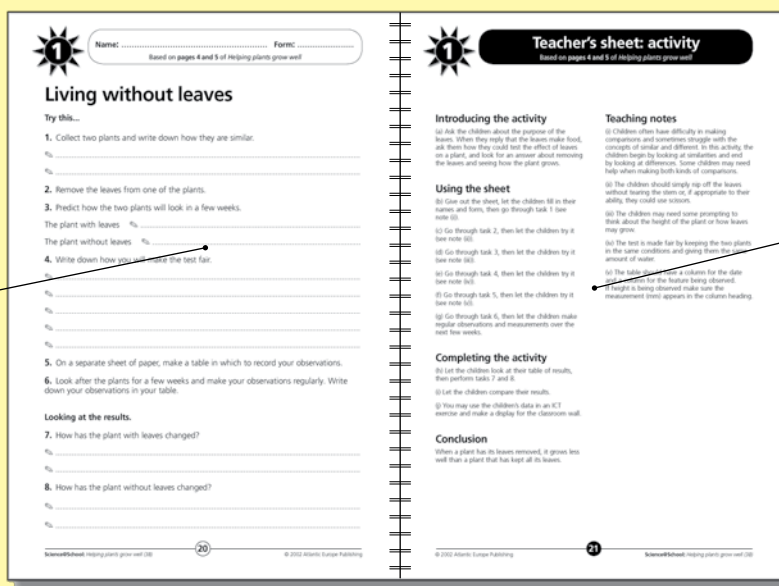 1
Name: ........................................................ Form: ......................
Based on pages 4 and 5 of Helping plants grow well
Living without leaves
Try this...
1. Collect two plants and write down how they are similar.
2. Remove the leaves from one of the plants.
3. Predict how the two plants will look in a few weeks.
The plant with leaves
The plant without leaves
4. Write down how you will make the test fair.
5. On a separate sheet of paper, make a table in which to record your observations.
6. Look after the plants for a few weeks and make your observations regularly. Write
down your observations in your table.
Looking at the results.
7. How has the plant with leaves changed?
8. How has the plant without leaves changed?
Science@School: Helping plants grow well (3B)
20
© 2002 Atlantic Europe Publishing
1
Teacher's sheet: activity
Based on pages 4 and 5 of Helping plants grow well
Introducing the activity
(a) Ask the children about the purpose of the
leaves. When they reply that the leaves make food,
ask them how they could test the effect of leaves
on a plant, and look for an answer about removing
the leaves and seeing how the plant grows.
Using the sheet
(b) Give out the sheet, let the children fill in their
names and form, then go through task 1 (see
note (i)).
(c) Go through task 2, then let the children try it
(see note (ii)).
(d) Go through task 3, then let the children try it
(see note (iii)).
(e) Go through task 4, then let the children try it
(see note (iv)).
(f) Go through task 5, then let the children try it
(see note (v)).
(g) Go through task 6, then let the children make
regular observations and measurements over the
next few weeks.
Completing the activity
(h) Let the children look at their table of results,
then perform tasks 7 and 8.
(i) Let the children compare their results.
(j) You may use the children's data in an ICT
exercise and make a display for the classroom wall.
Conclusion
When a plant has its leaves removed, it grows less
well than a plant that has kept all its leaves.
Teaching notes
(i) Children often have difficulty in making
comparisons and sometimes struggle with the
concepts of similar and different. In this activity, the
children begin by looking at similarities and end
by looking at differences. Some children may need
help when making both kinds of comparisons.
(ii) The children should simply nip off the leaves
without tearing the stem or, if appropriate to their
ability, they could use scissors.
(iii) The children may need some prompting to
think about the height of the plant or how leaves
may grow.
(iv) The test is made fair by keeping the two plants
in the same conditions and giving them the same
amount of water.
(v) The table should have a column for the date
and a column for the feature being observed.
If height is being observed make sure the
measurement (mm) appears in the column heading.
© 2002 Atlantic Europe Publishing
21
Science@School: Helping plants grow well (3B)